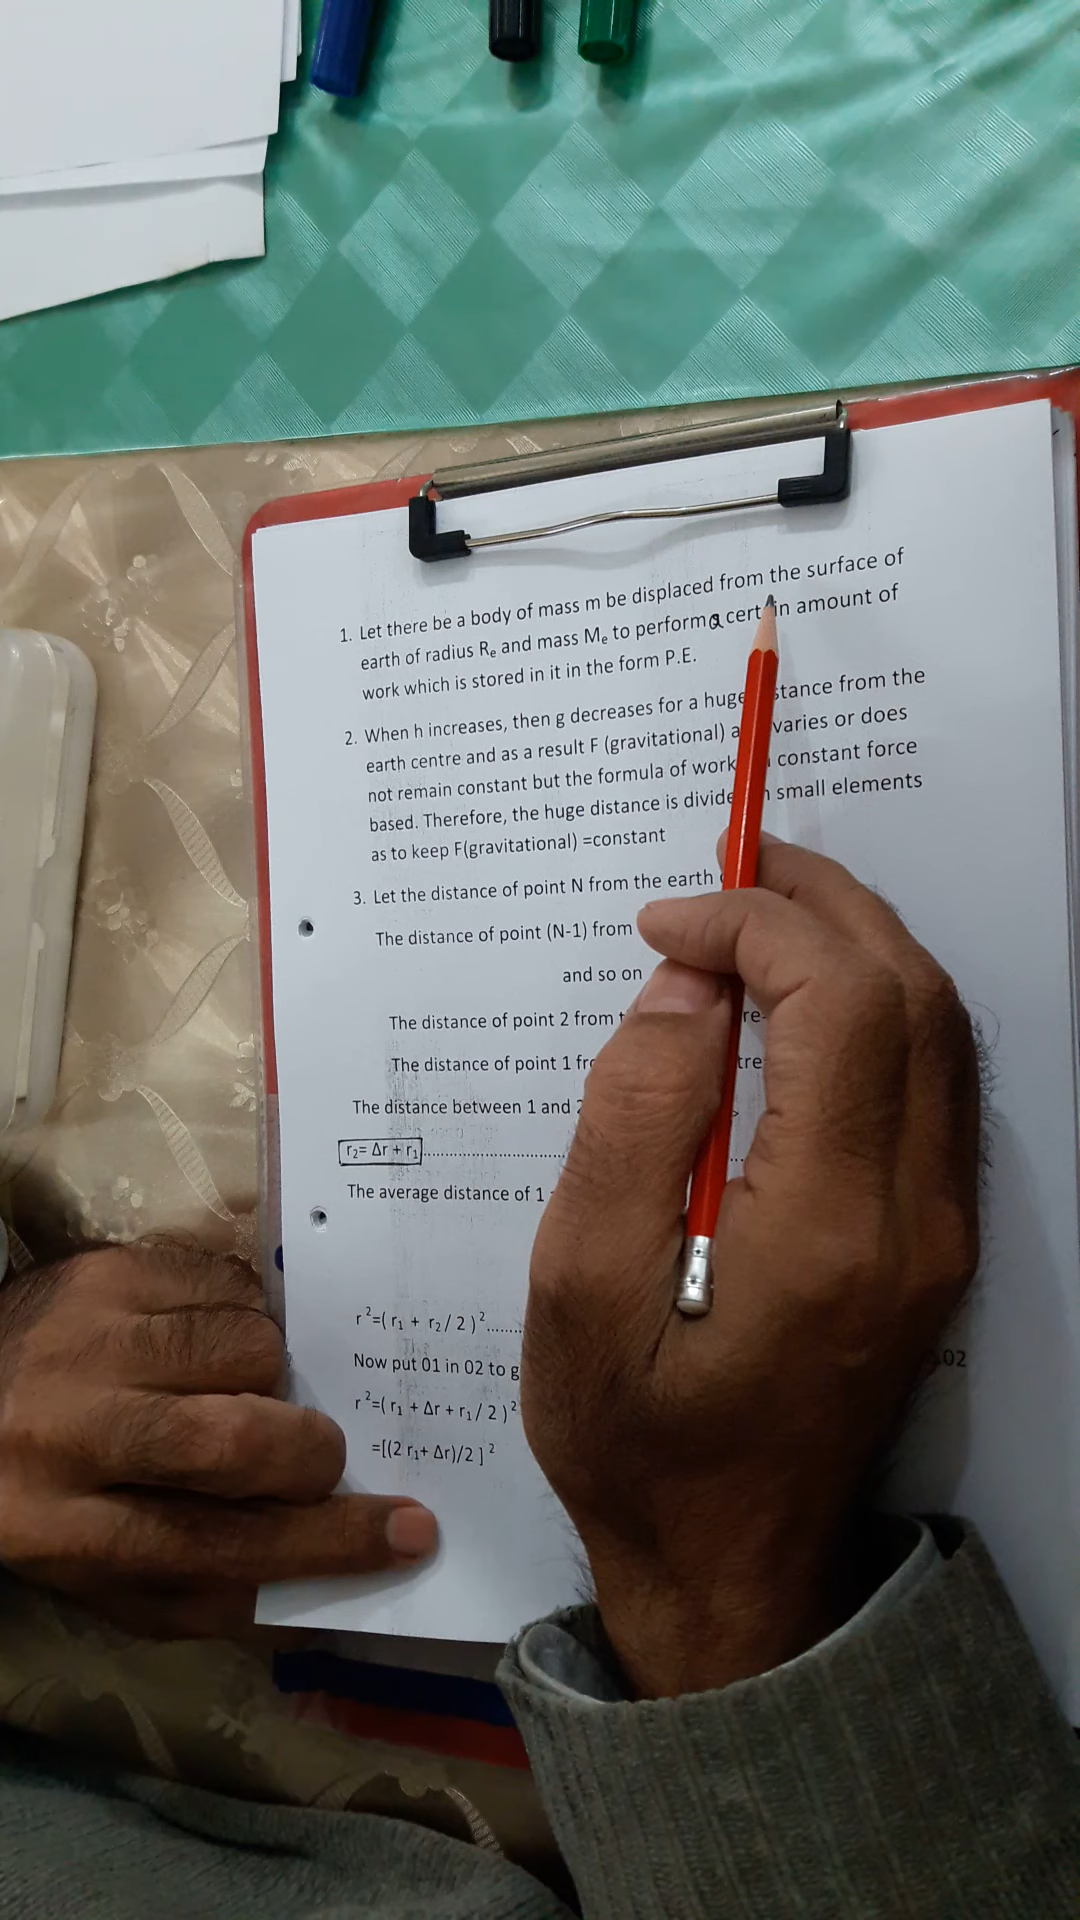 1. Let there be a body of mass m be displaced from the surface of
earth of radius Rₑ and mass Mₑ to perform a cert in amount of
work which is stored in it in the form P.E.
2. When h increases, then g decreases for a huge stance from the
earth centre and as a result F (gravitational) a varies or does
not remain constant but the formula of work constant force
based. Therefore, the huge distance is divide small elements
as to keep F(gravitational) =constant
3. Let the distance of point N from the earth
The distance of point (N-1) from
and so on
The distance of point 2 from t re-
The distance of point 1 fro tre
The distance between 1 and 2 >
r₂= Δr + r₁....................................
The average distance of 1
r²=( r₁ + r₂/ 2 )²........ 02
Now put 01 in 02 to g
r²=( r₁ + Δr + r₁/ 2 )²
=[(2 r₁+ Δr)/2 ]²